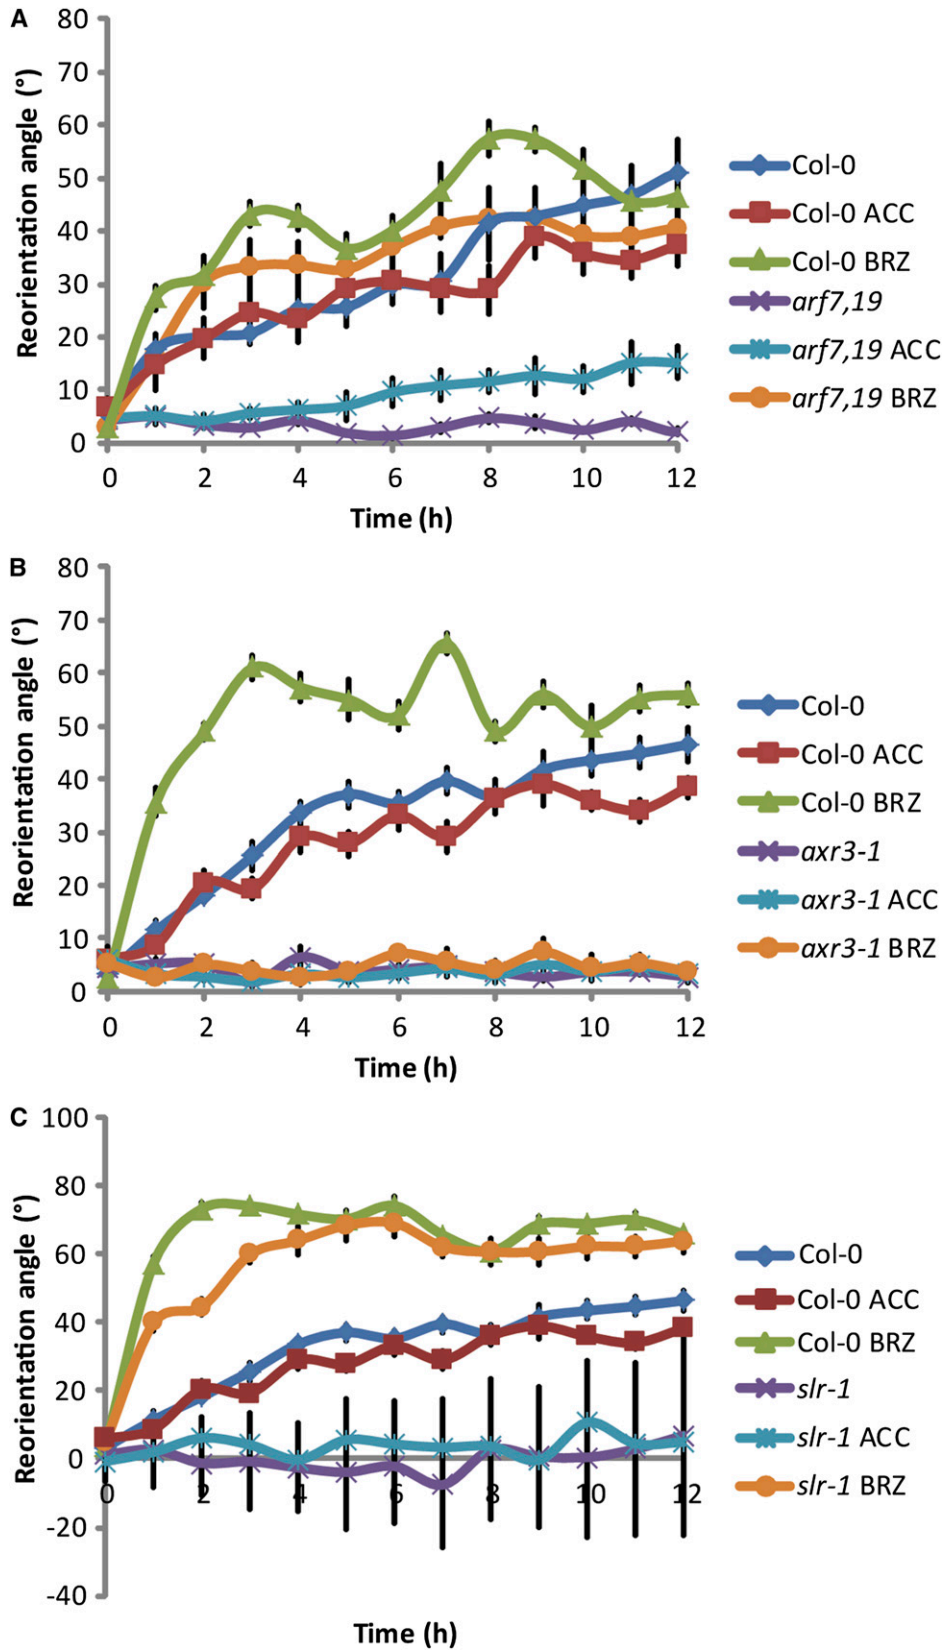 A
Reorientation angle (°)
80
70
60
50
40
30
20
10
0
0 2 4 6 8 10 12
Time (h)
Col-0
Col-0 ACC
Col-0 BRZ
arf7,19
arf7,19 ACC
arf7,19 BRZ
B
Reorientation angle (°)
80
70
60
50
40
30
20
10
0
0 2 4 6 8 10 12
Time (h)
Col-0
Col-0 ACC
Col-0 BRZ
axr3-1
axr3-1 ACC
axr3-1 BRZ
C
Reorientation angle (°)
100
80
60
40
20
0
-20
-40
0 2 4 6 8 10 12
Time (h)
Col-0
Col-0 ACC
Col-0 BRZ
slr-1
slr-1 ACC
slr-1 BRZ